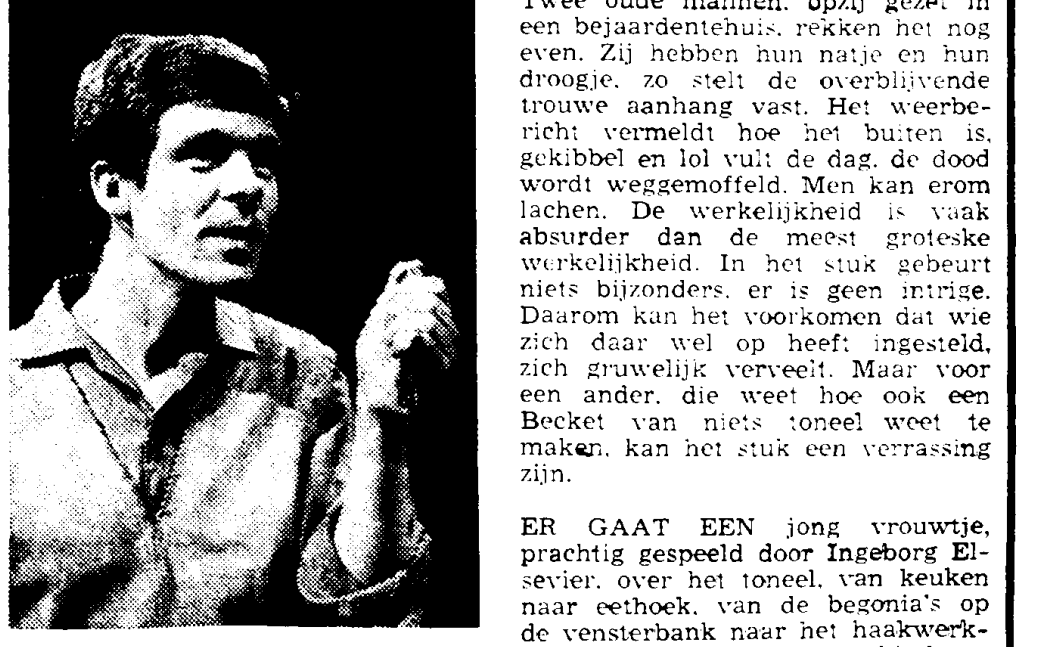 Twee oude mannen, opzij gezet in
een bejaardentehuis, rekken het nog
even. Zij hebben hun natje en hun
droogje, zo stelt de overblijvende
trouwe aanhang vast. Het weerbe-
richt vermeldt hoe het buiten is,
gekibbel en lol vult de dag, de dood
wordt weggemoffeld. Men kan erom
lachen. De werkelijkheid is vaak
absurder dan de meest groteske
werkelijkheid. In het stuk gebeurt
niets bijzonders, er is geen intrige.
Daarom kan het voorkomen dat wie
zich daar wel op heeft ingesteld,
zich gruwelijk verveelt. Maar voor
een ander, die weet hoe ook een
Becket van niets toneel weet te
maken, kan het stuk een verrassing
zijn.
ER GAAT EEN jong vrouwtje,
prachtig gespeeld door Ingeborg El-
sevier, over het toneel, van keuken
naar eethoek, van de begonia's op
de vensterbank naar het haakwerk-